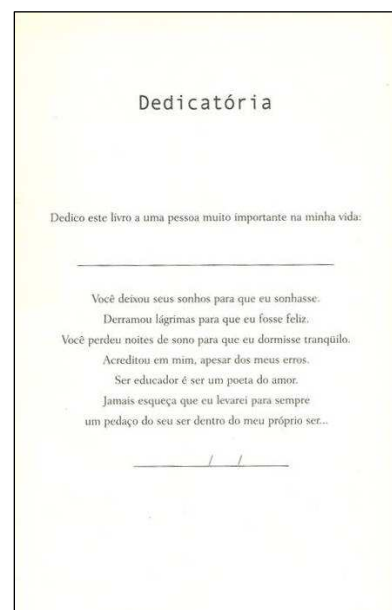 Dedicatória
Dedico este livro a uma pessoa muito importante na minha vida:
Você deixou seus sonhos para que eu sonhasse.
Derramou lágrimas para que eu fosse feliz.
Você perdeu noites de sono para que eu dormisse tranqüilo.
Acreditou em mim, apesar dos meus erros.
Ser educador é ser um poeta do amor.
Jamais esqueça que eu levarei para sempre
um pedaço do seu ser dentro do meu próprio ser...
/ /